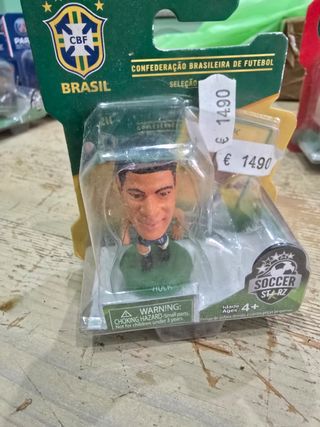 CBF
BRASIL
CONFEDERAÇÃO BRASILEIRA DE FUTEBOL
SELEÇÃO
€ 1490
€ 1490
HULK
SOCCER
STARZ
WARNING:
CHOKING HAZARD-Small parts.
Not for children under 3 years.
Idade
Ages 4+